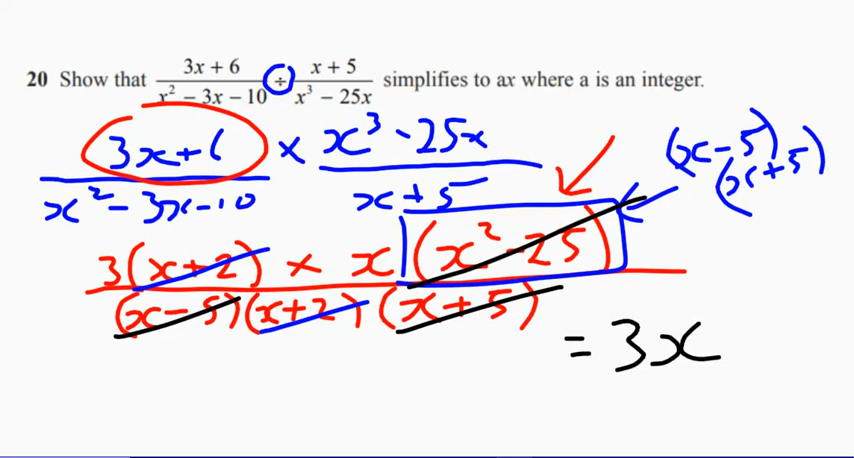 20 Show that (3x + 6)/(x² − 3x − 10) ÷ (x + 5)/(x³ − 25x) simplifies to ax where a is an integer.
3x+6 × x³ -25x
x² -3x-10 x+5
(x-5)
(x+5)
3(x+2) × x(x² -25)
(x-5)(x+2)(x+5)
= 3x